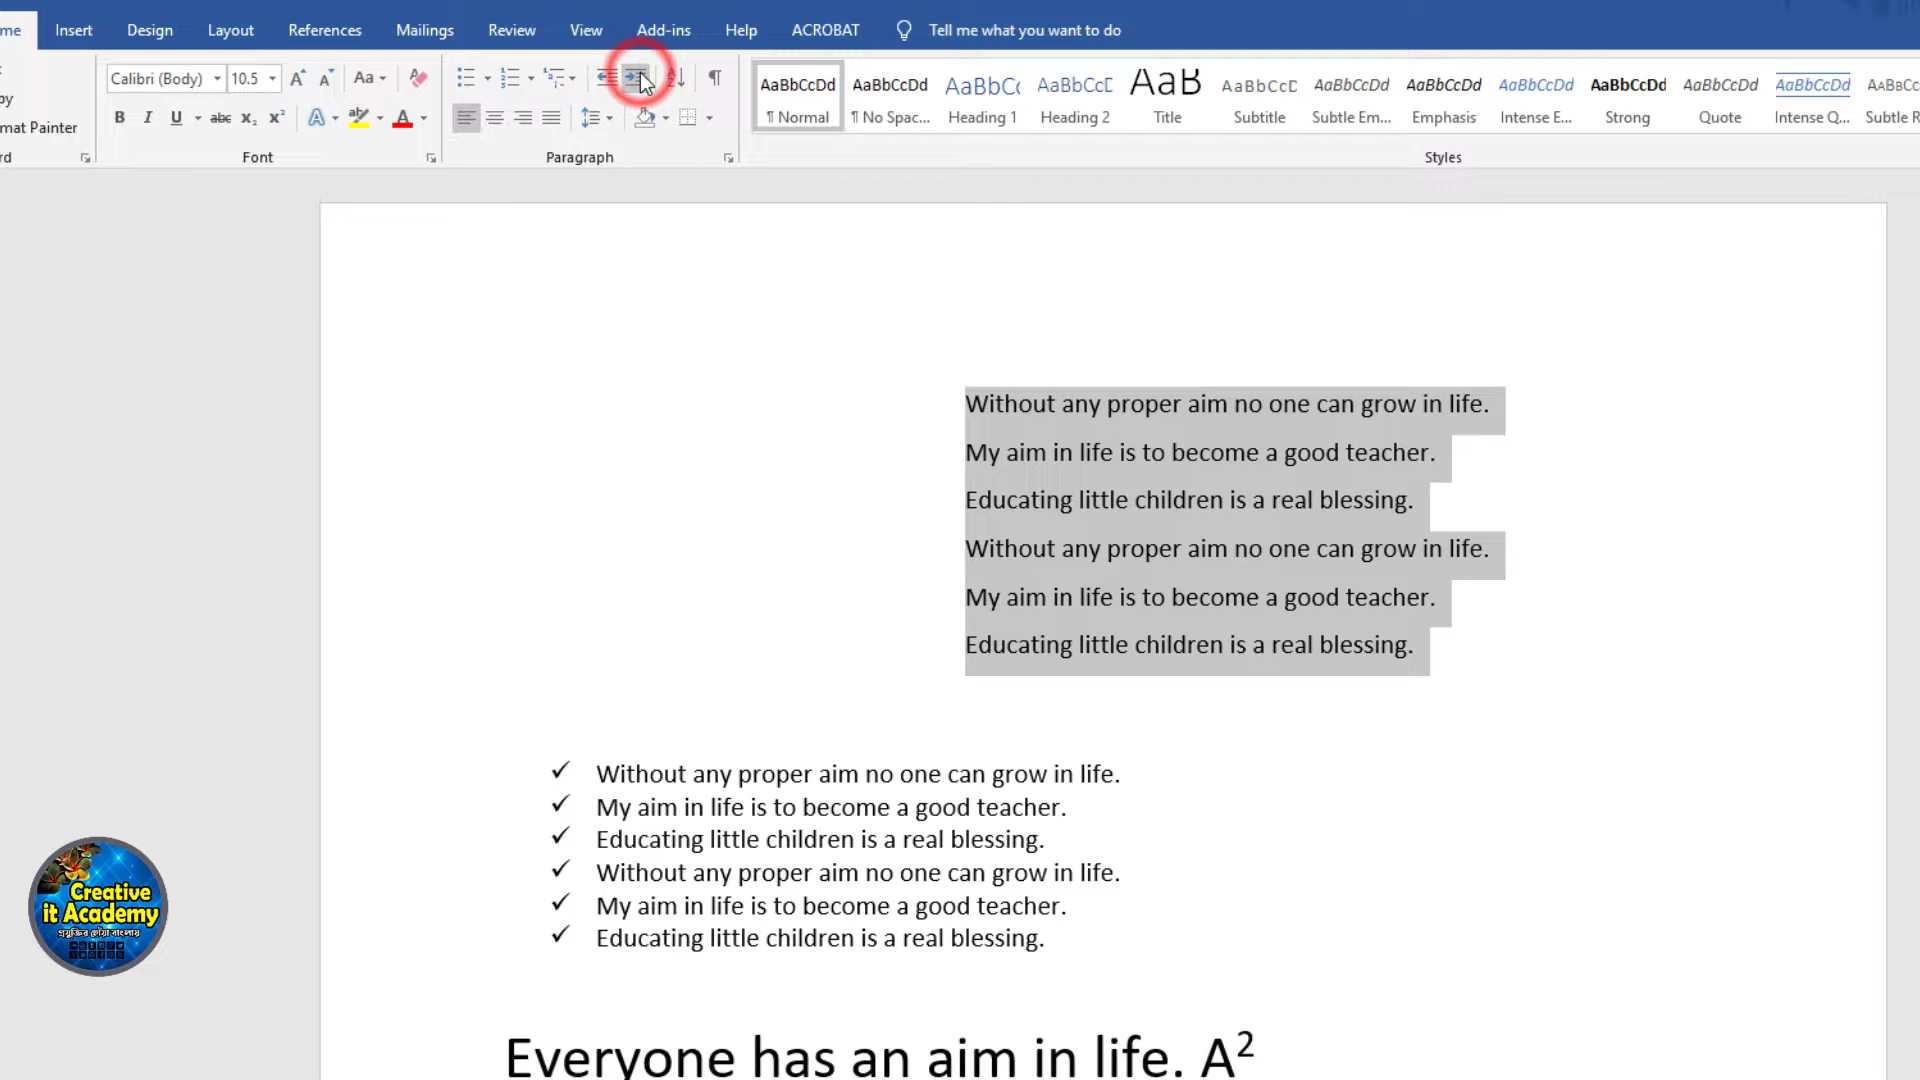 me Insert Design Layout References Mailings Review View Add-ins Help ACROBAT Tell me what you want to do
Calibri (Body) 10.5 Aa
py
mat Painter
B I U abc X₂ X² A ab A
rd Font Paragraph Styles
AaBbCcDd AaBbCcDd AaBbCc AaBbCcE AaB AaBbCcD AaBbCcDd AaBbCcDd AaBbCcDd AaBbCcDd AaBbCcDd AaBbCcDd AaBbCc
¶ Normal ¶ No Spac... Heading 1 Heading 2 Title Subtitle Subtle Em... Emphasis Intense E... Strong Quote Intense Q... Subtle R
Without any proper aim no one can grow in life.
My aim in life is to become a good teacher.
Educating little children is a real blessing.
Without any proper aim no one can grow in life.
My aim in life is to become a good teacher.
Educating little children is a real blessing.
✓ Without any proper aim no one can grow in life.
✓ My aim in life is to become a good teacher.
✓ Educating little children is a real blessing.
✓ Without any proper aim no one can grow in life.
✓ My aim in life is to become a good teacher.
✓ Educating little children is a real blessing.
Creative
it Academy
প্রযুক্তির ছোঁয়া বাংলায়
Everyone has an aim in life. A²